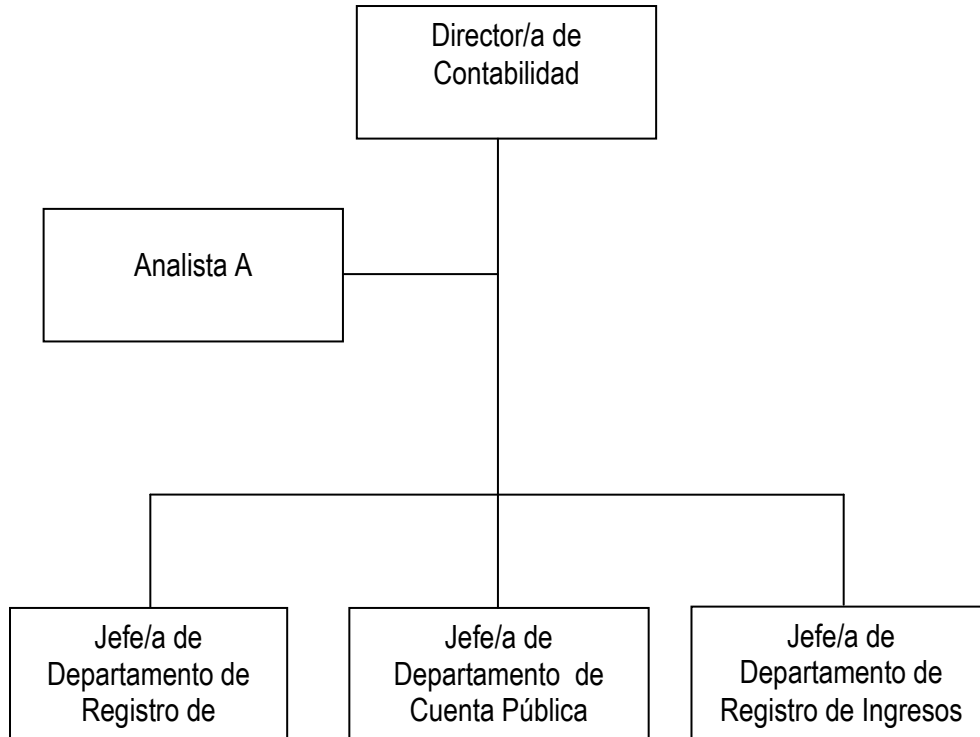 Director/a de
Contabilidad
Analista A
Jefe/a de
Departamento de
Registro de
Jefe/a de
Departamento de
Cuenta Pública
Jefe/a de
Departamento de
Registro de Ingresos